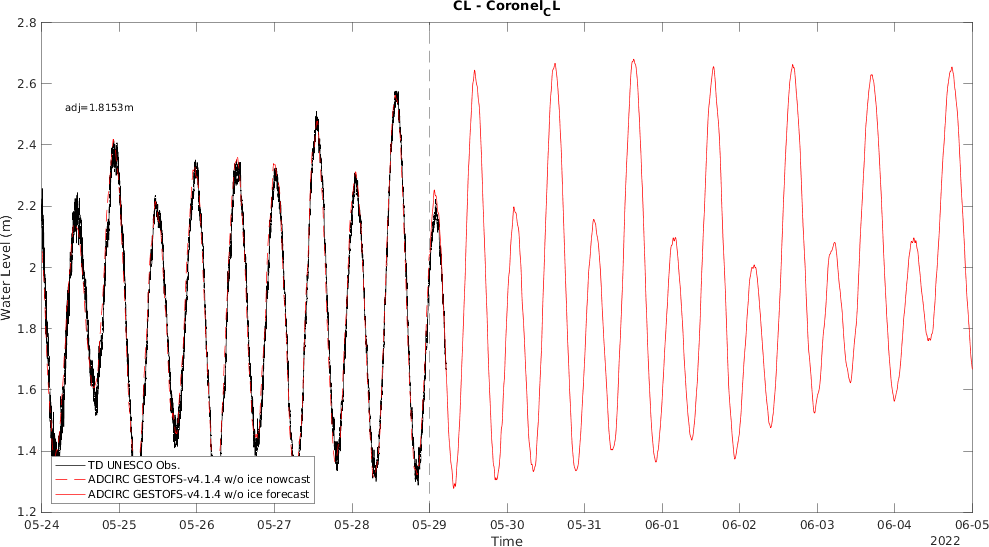 CL - Coronel_CL
2.8
2.6
2.4
2.2
2
1.8
1.6
1.4
1.2
Water Level (m)
adj=1.8153m
TD UNESCO Obs.
ADCIRC GESTOFS-v4.1.4 w/o ice nowcast
ADCIRC GESTOFS-v4.1.4 w/o ice forecast
05-24 05-25 05-26 05-27 05-28 05-29 05-30 05-31 06-01 06-02 06-03 06-04 06-05
Time
2022